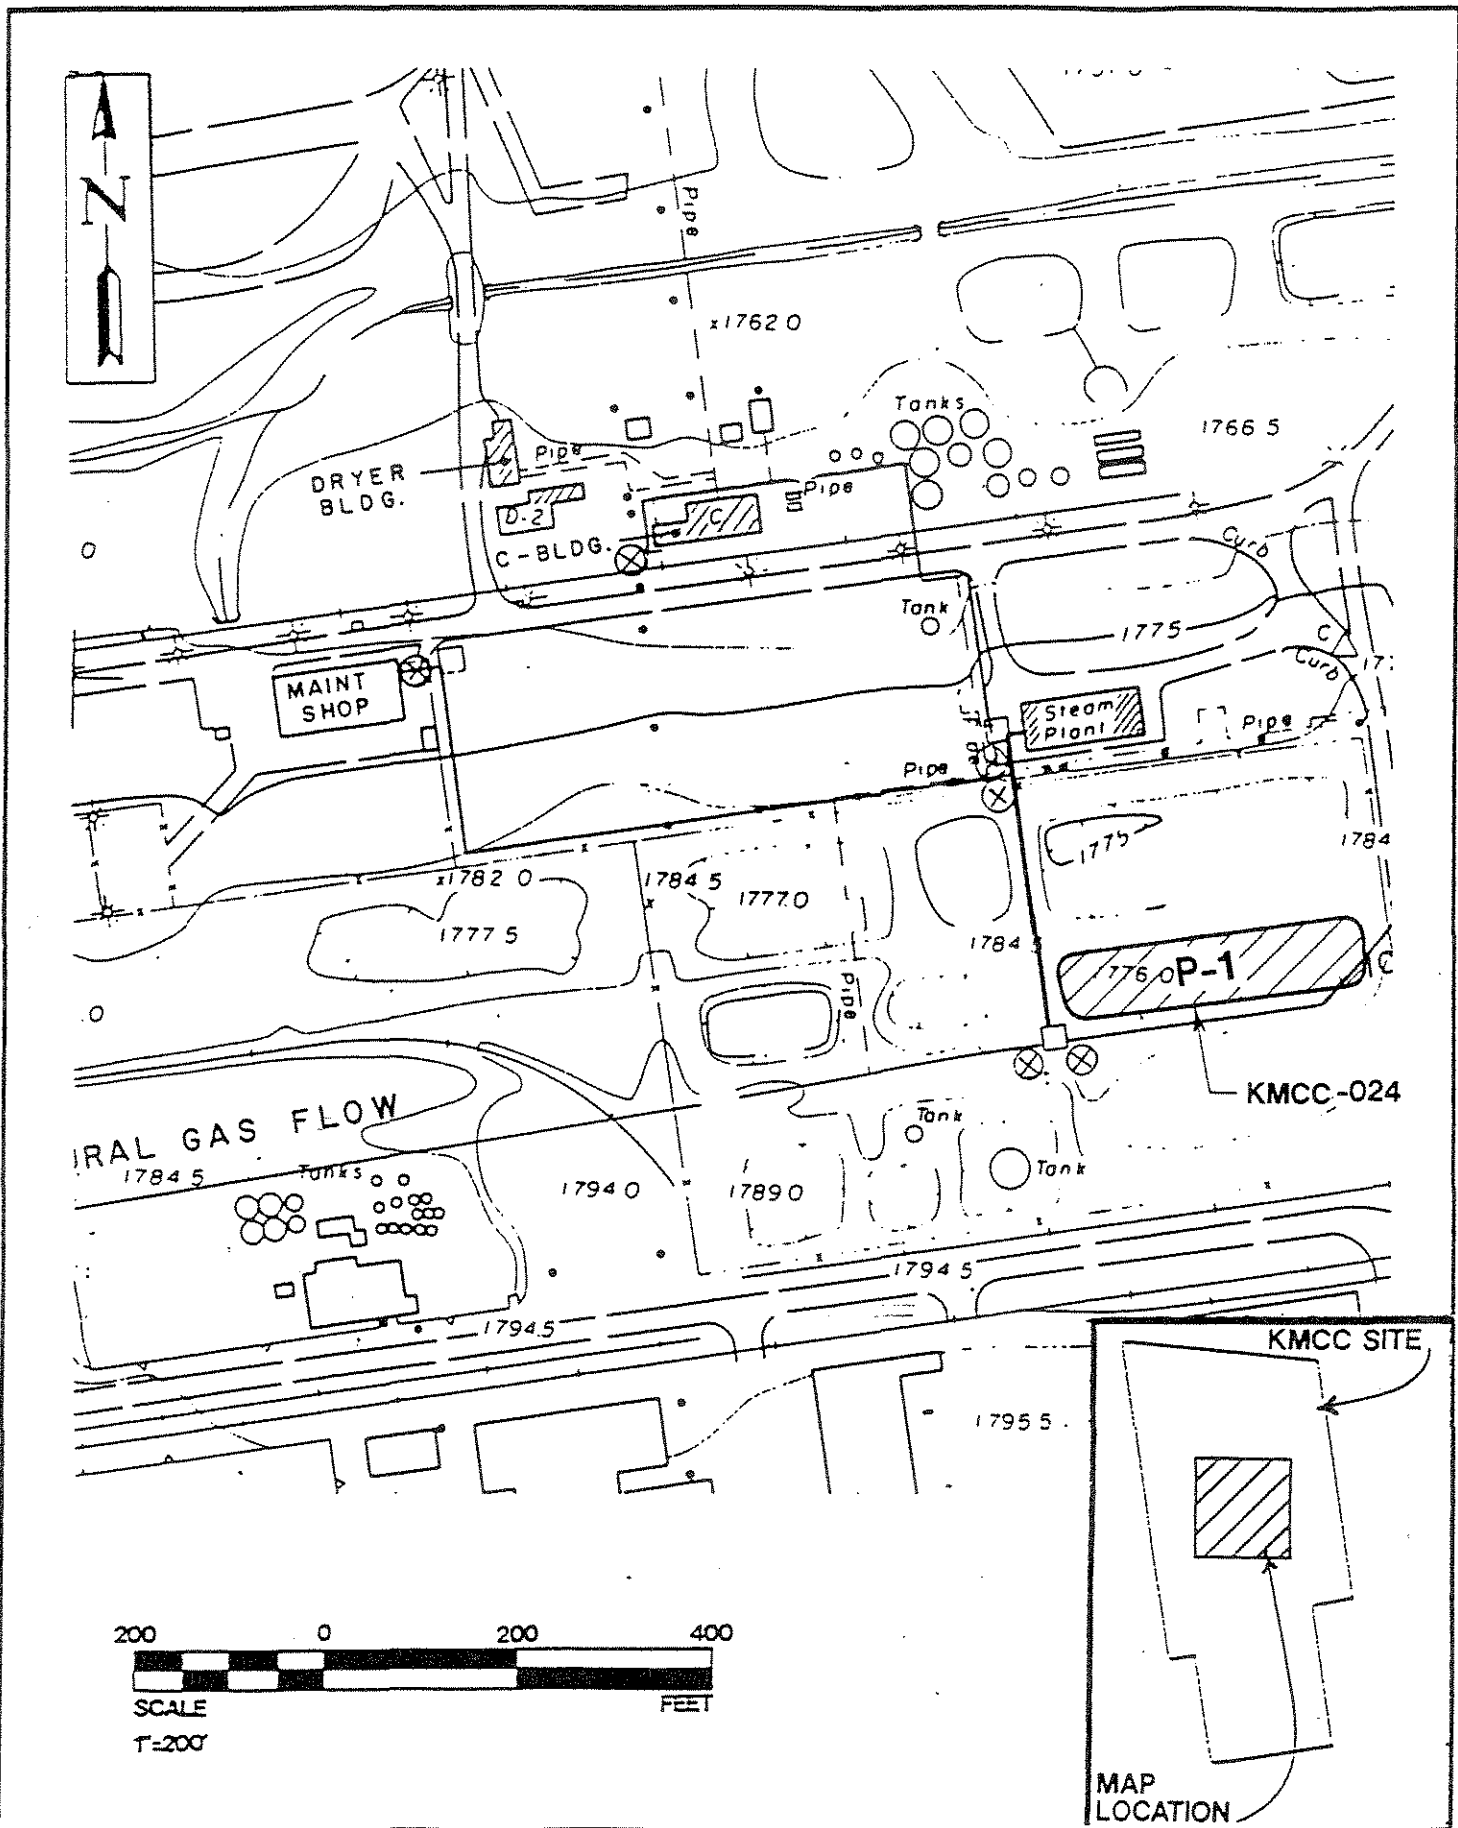 N
Pipe
x1762 0
Tanks
1766 5
DRYER
BLDG.
Pipe
D-2
C
Pipe
C-BLDG.
Curb
Tank
1775
C
Curb
MAINT
SHOP
Steam
Plant
Pipe
Pipe
1775
1784
x1782 0
1784 5
1777.0
1777 5
1784
776 0
P-1
C
Pipe
KMCC-024
RAL GAS FLOW
1784 5
Tanks
Tank
Tank
1794 0
1789 0
1794 5
1794.5
1795 5
KMCC SITE
MAP
LOCATION
200 0 200 400
SCALE FEET
1"=200'